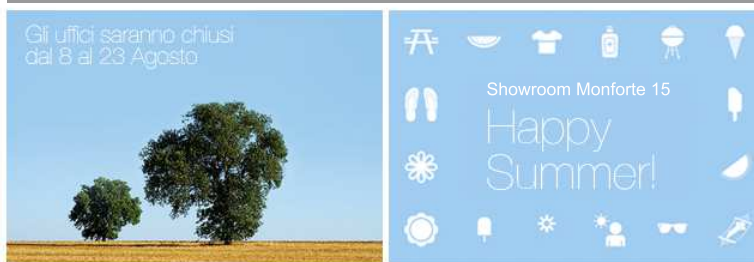 Gli uffici saranno chiusi
dal 8 al 23 Agosto
Showroom Monforte 15
Happy
Summer!